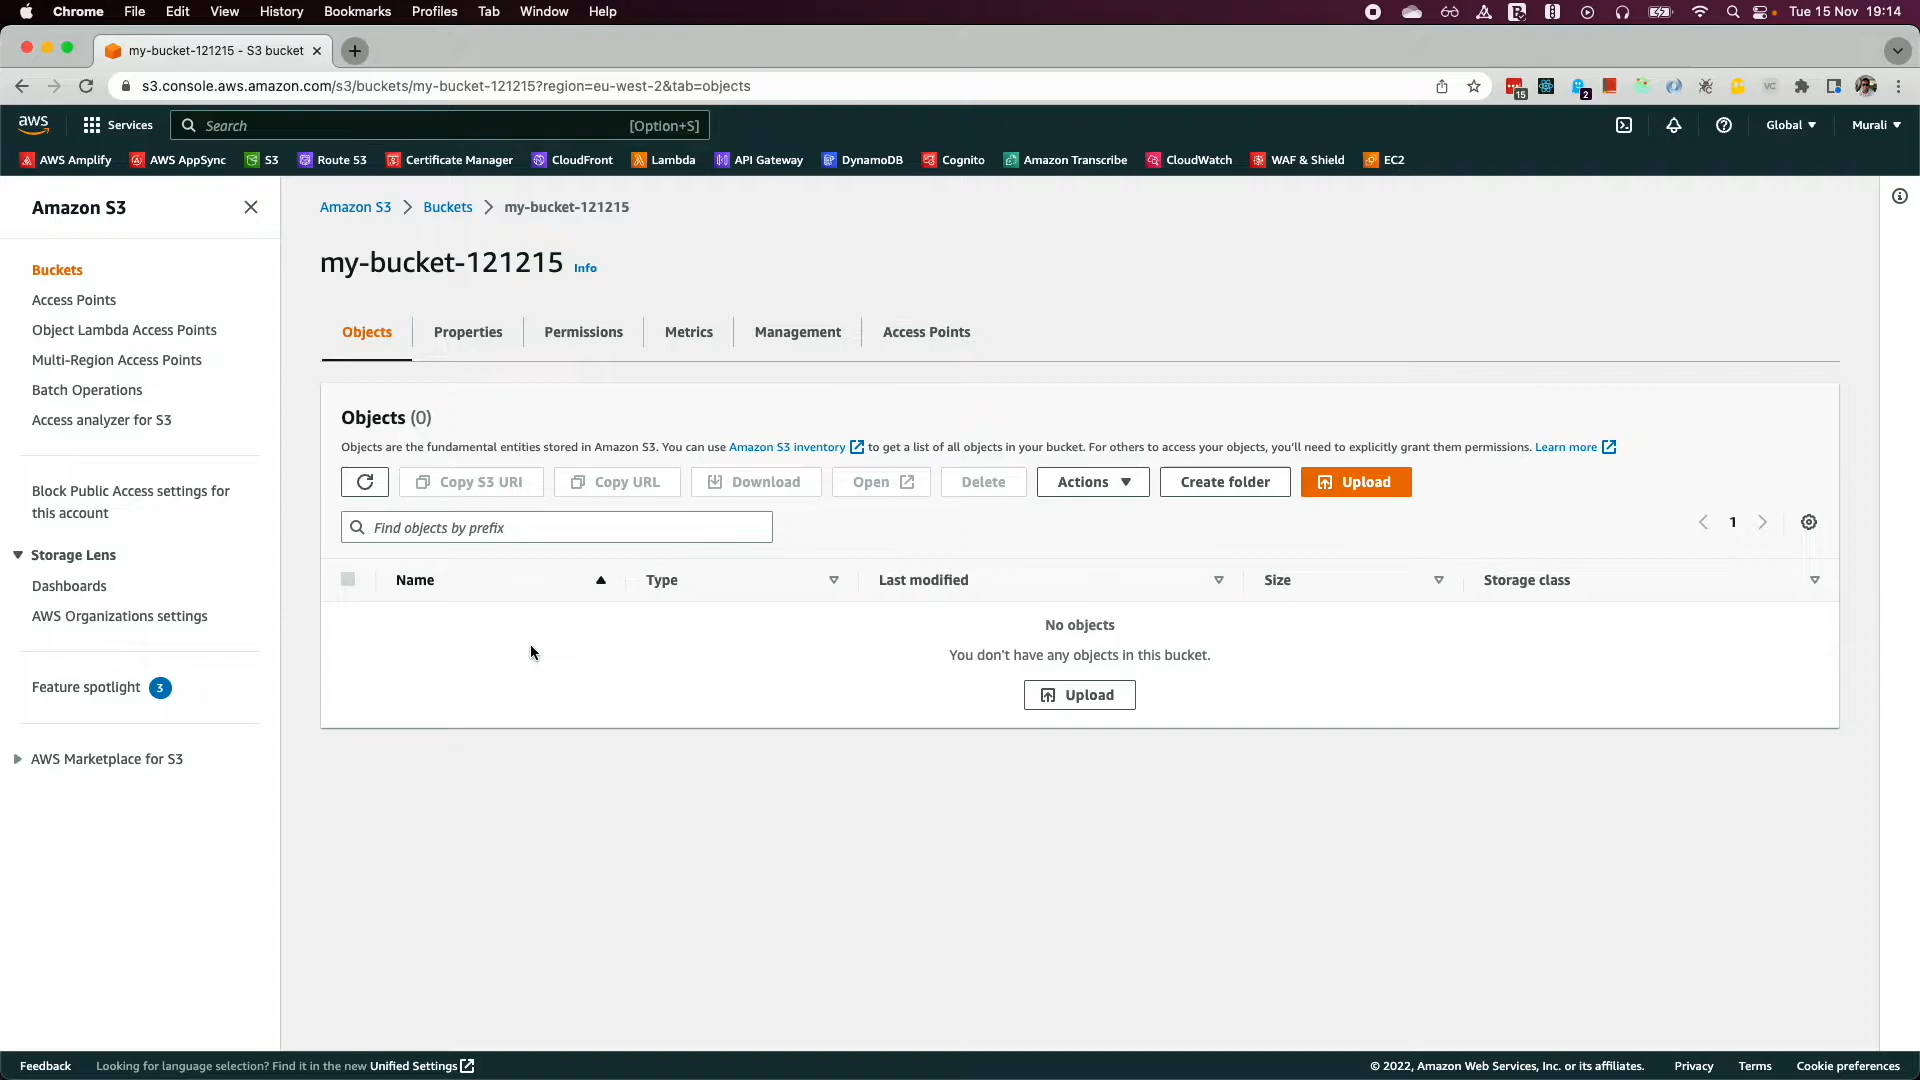 Chrome File Edit View History Bookmarks Profiles Tab Window Help Tue 15 Nov 19:14
my-bucket-121215 - S3 bucket
s3.console.aws.amazon.com/s3/buckets/my-bucket-121215?region=eu-west-2&tab=objects 15 2 VC
aws Services Search [Option+S] Global Murali
AWS Amplify AWS AppSync S3 Route 53 Certificate Manager CloudFront Lambda API Gateway DynamoDB Cognito Amazon Transcribe CloudWatch WAF & Shield EC2
Amazon S3
Buckets
Access Points
Object Lambda Access Points
Multi-Region Access Points
Batch Operations
Access analyzer for S3
Block Public Access settings for
this account
Storage Lens
Dashboards
AWS Organizations settings
Feature spotlight 3
AWS Marketplace for S3
Amazon S3 Buckets my-bucket-121215
my-bucket-121215 Info
Objects Properties Permissions Metrics Management Access Points
Objects (0)
Objects are the fundamental entities stored in Amazon S3. You can use Amazon S3 inventory to get a list of all objects in your bucket. For others to access your objects, you'll need to explicitly grant them permissions. Learn more
Copy S3 URI Copy URL Download Open Delete Actions Create folder Upload
Find objects by prefix 1
Name Type Last modified Size Storage class
No objects
You don't have any objects in this bucket.
Upload
Feedback Looking for language selection? Find it in the new Unified Settings © 2022, Amazon Web Services, Inc. or its affiliates. Privacy Terms Cookie preferences